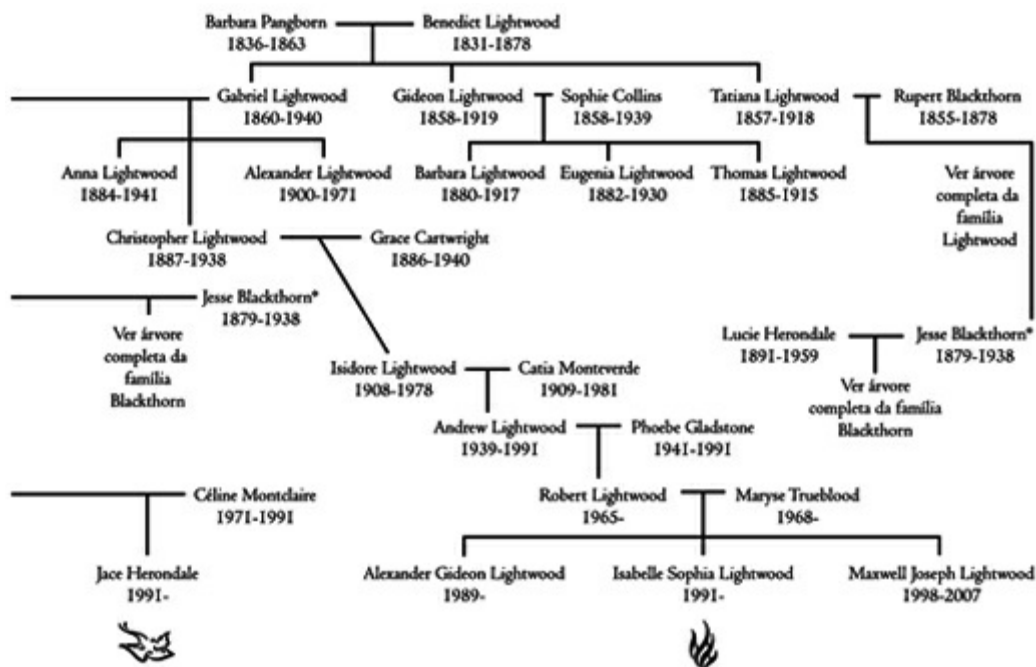 Barbara Pangborn
1836-1863
Benedict Lightwood
1831-1878
Gabriel Lightwood
1860-1940
Gideon Lightwood
1858-1919
Sophie Collins
1858-1939
Tatiana Lightwood
1857-1918
Rupert Blackthorn
1855-1878
Anna Lightwood
1884-1941
Alexander Lightwood
1900-1971
Barbara Lightwood
1880-1917
Eugenia Lightwood
1882-1930
Thomas Lightwood
1885-1915
Ver árvore
completa da
família
Lightwood
Christopher Lightwood
1887-1938
Grace Cartwright
1886-1940
Jesse Blackthorn*
1879-1938
Ver árvore
completa da
família
Blackthorn
Lucie Herondale
1891-1959
Jesse Blackthorn*
1879-1938
Ver árvore
completa da família
Blackthorn
Isidore Lightwood
1908-1978
Catia Monteverde
1909-1981
Andrew Lightwood
1939-1991
Phoebe Gladstone
1941-1991
Céline Montclaire
1971-1991
Robert Lightwood
1965-
Maryse Trueblood
1968-
Jace Herondale
1991-
Alexander Gideon Lightwood
1989-
Isabelle Sophia Lightwood
1991-
Maxwell Joseph Lightwood
1998-2007